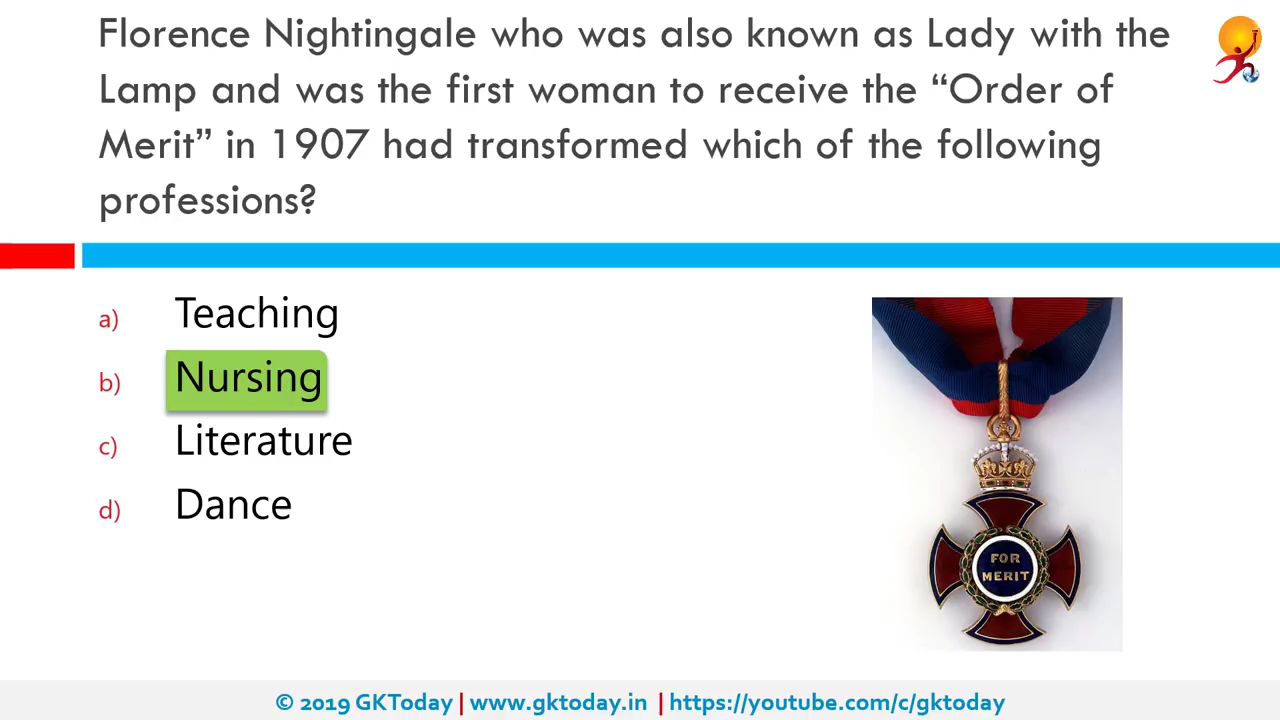 Florence Nightingale who was also known as Lady with the
Lamp and was the first woman to receive the “Order of
Merit” in 1907 had transformed which of the following
professions?
a) Teaching
b) Nursing
c) Literature
d) Dance
FOR
MERIT
© 2019 GKToday | www.gktoday.in | https://youtube.com/c/gktoday